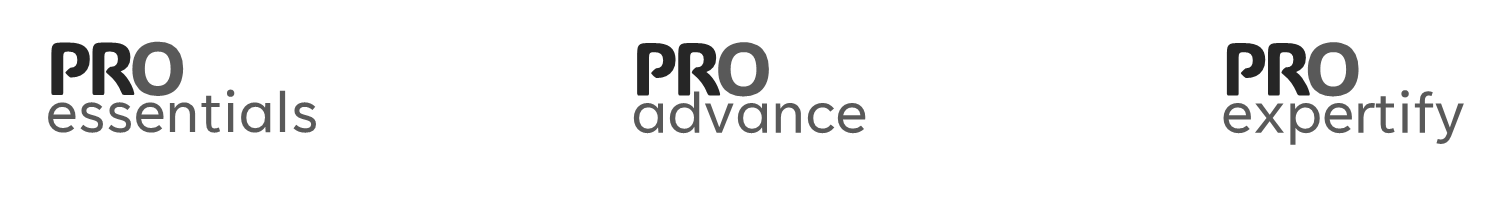 PRO
essentials
PRO
advance
PRO
expertify